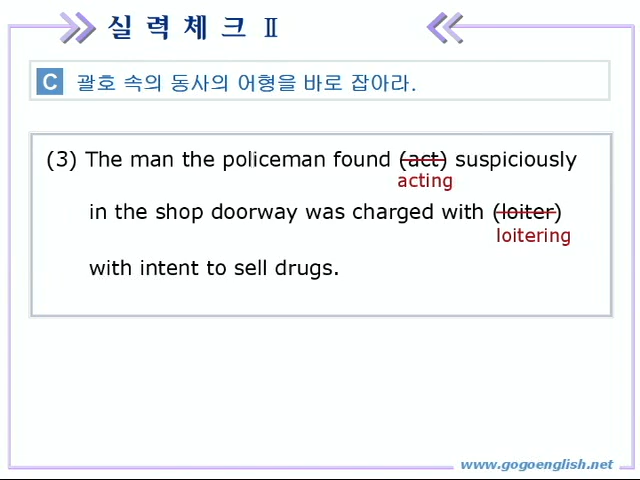 실력체크 Ⅱ
C 괄호 속의 동사의 어형을 바로 잡아라.
(3) The man the policeman found (act) suspiciously
acting
in the shop doorway was charged with (loiter)
loitering
with intent to sell drugs.
www.gogoenglish.net